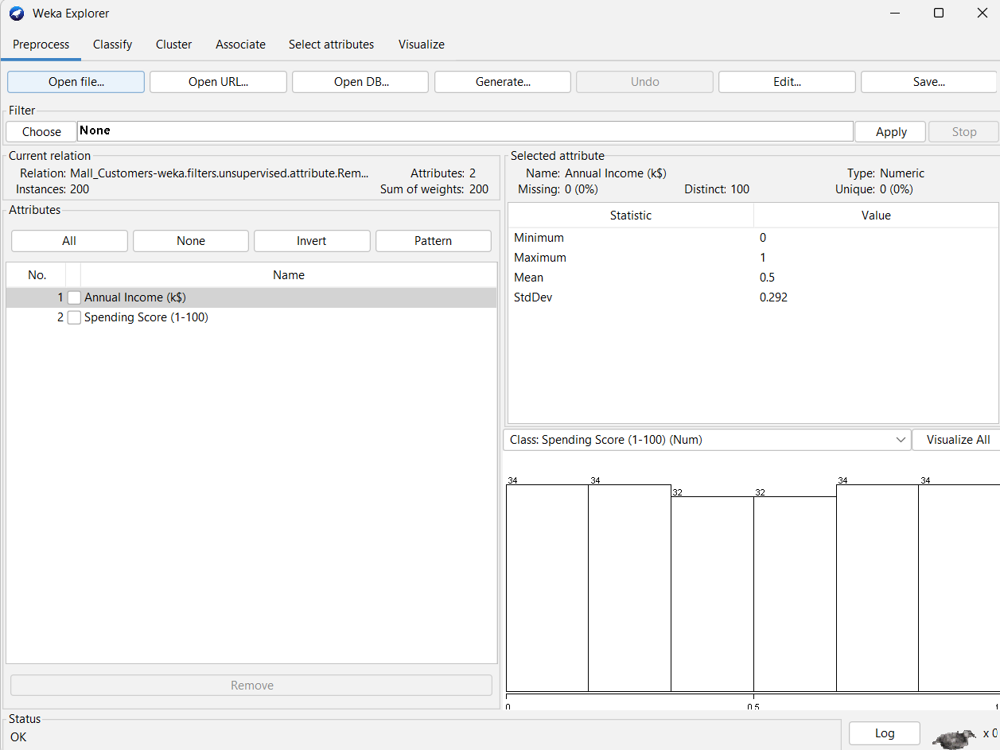 Weka Explorer
Preprocess Classify Cluster Associate Select attributes Visualize
Open file... Open URL... Open DB... Generate... Undo Edit... Save...
Filter
Choose None Apply Stop
Current relation
Relation: Mall_Customers-weka.filters.unsupervised.attribute.Rem... Attributes: 2
Instances: 200 Sum of weights: 200
Attributes
All None Invert Pattern
No. Name
1 Annual Income (k$)
2 Spending Score (1-100)
Remove
Selected attribute
Name: Annual Income (k$) Type: Numeric
Missing: 0 (0%) Distinct: 100 Unique: 0 (0%)
Statistic Value
Minimum 0
Maximum 1
Mean 0.5
StdDev 0.292
Class: Spending Score (1-100) (Num) Visualize All
34 34 32 32 34 34
0 0.5 1
Status
OK
Log x 0